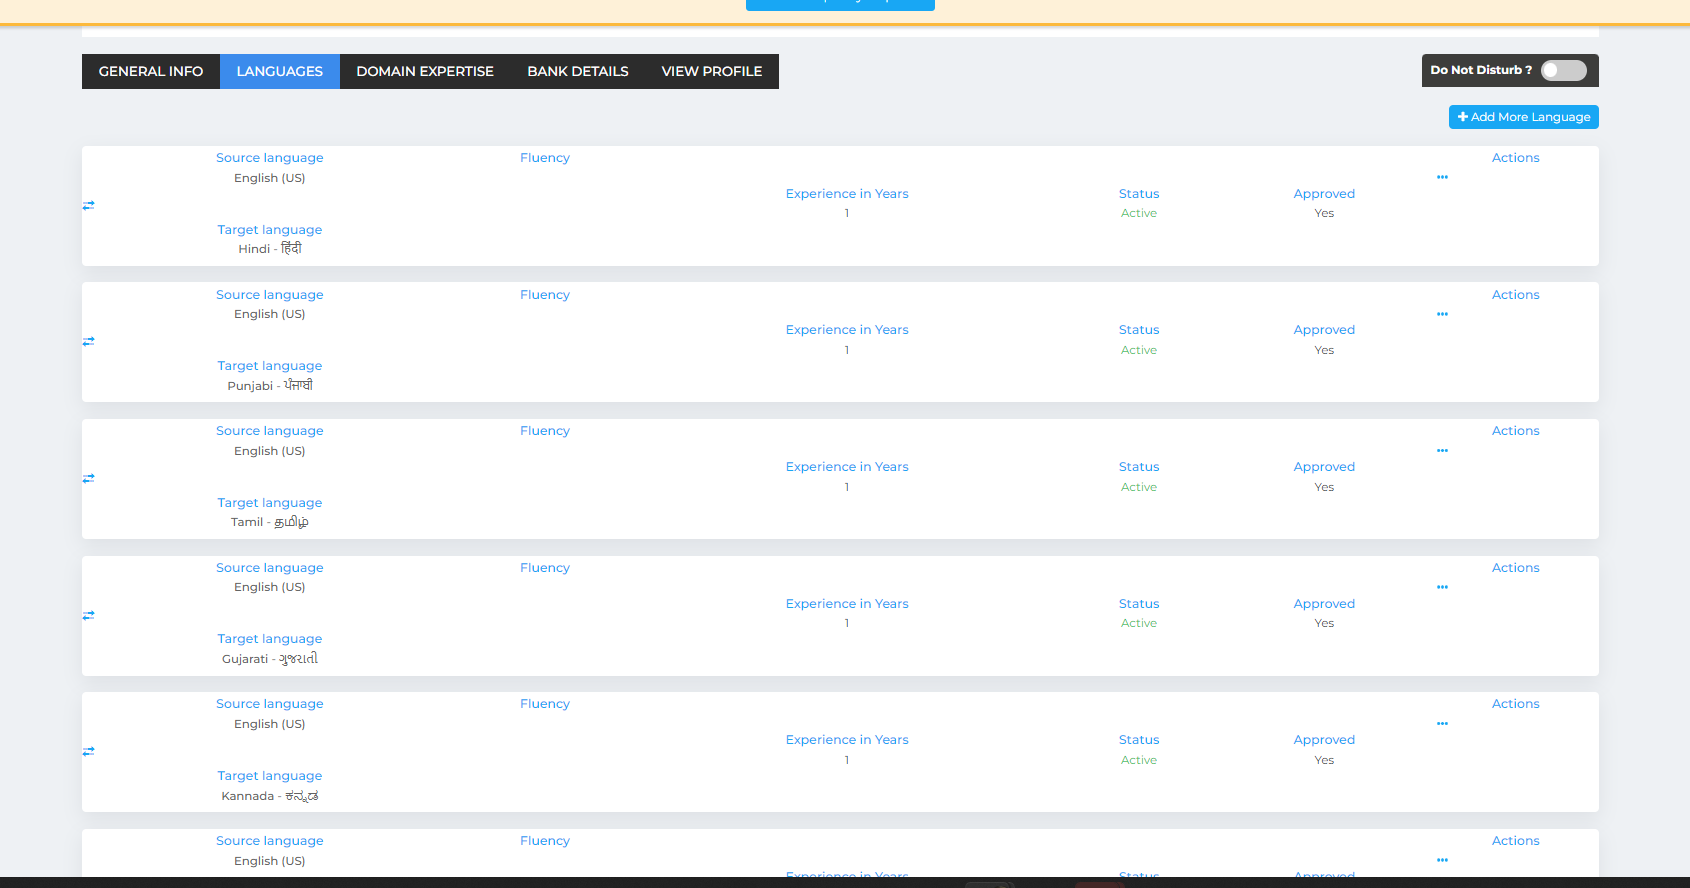 GENERAL INFO LANGUAGES DOMAIN EXPERTISE BANK DETAILS VIEW PROFILE
Do Not Disturb ?
Add More Language
Source language Fluency Actions
English (US)
Experience in Years Status Approved
1 Active Yes
Target language
Hindi - हिंदी
Source language Fluency Actions
English (US)
Experience in Years Status Approved
1 Active Yes
Target language
Punjabi - ਪੰਜਾਬੀ
Source language Fluency Actions
English (US)
Experience in Years Status Approved
1 Active Yes
Target language
Tamil - தமிழ்
Source language Fluency Actions
English (US)
Experience in Years Status Approved
1 Active Yes
Target language
Gujarati - ગુજરાતી
Source language Fluency Actions
English (US)
Experience in Years Status Approved
1 Active Yes
Target language
Kannada - ಕನ್ನಡ
Source language Fluency Actions
English (US)
Experience in Years Status Approved